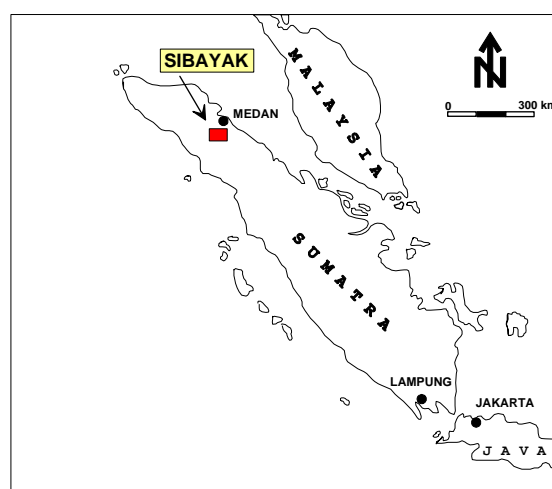 SIBAYAK
MEDAN
MALAYSIA
N
0 300 km
SUMATRA
LAMPUNG
JAKARTA
JAVA